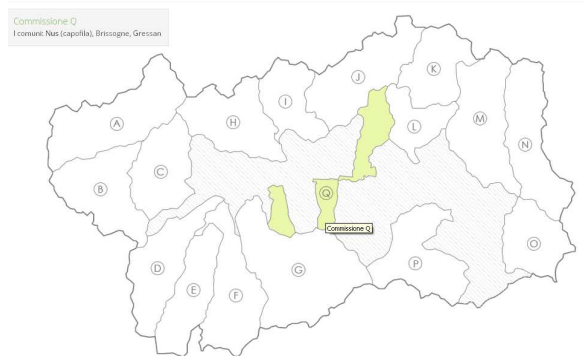 Commissione Q
I comuni: Nus (capofila), Brissogne, Gressan
J
K
I
A
H
L
M
N
C
B
Q
Commissione Q
O
D
G
P
E
F